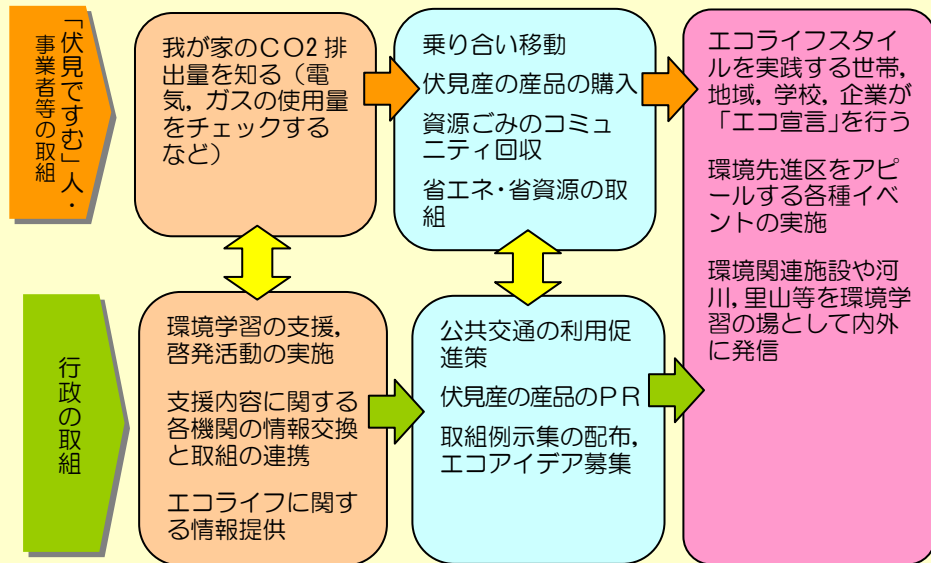 「伏見ですむ」人・
事業者等の取組
我が家のCO2排
出量を知る（電
気，ガスの使用量
をチェックする
など）
乗り合い移動
伏見産の産品の購入
資源ごみのコミュ
ニティ回収
省エネ・省資源の取
組
エコライフスタイ
ルを実践する世帯，
地域，学校，企業が
「エコ宣言」を行う
環境先進区をアピ
ールする各種イベ
ントの実施
環境関連施設や河
川，里山等を環境学
習の場として内外
に発信
行政の取組
環境学習の支援，
啓発活動の実施
支援内容に関する
各機関の情報交換
と取組の連携
エコライフに関す
る情報提供
公共交通の利用促
進策
伏見産の産品のＰＲ
取組例示集の配布，
エコアイデア募集